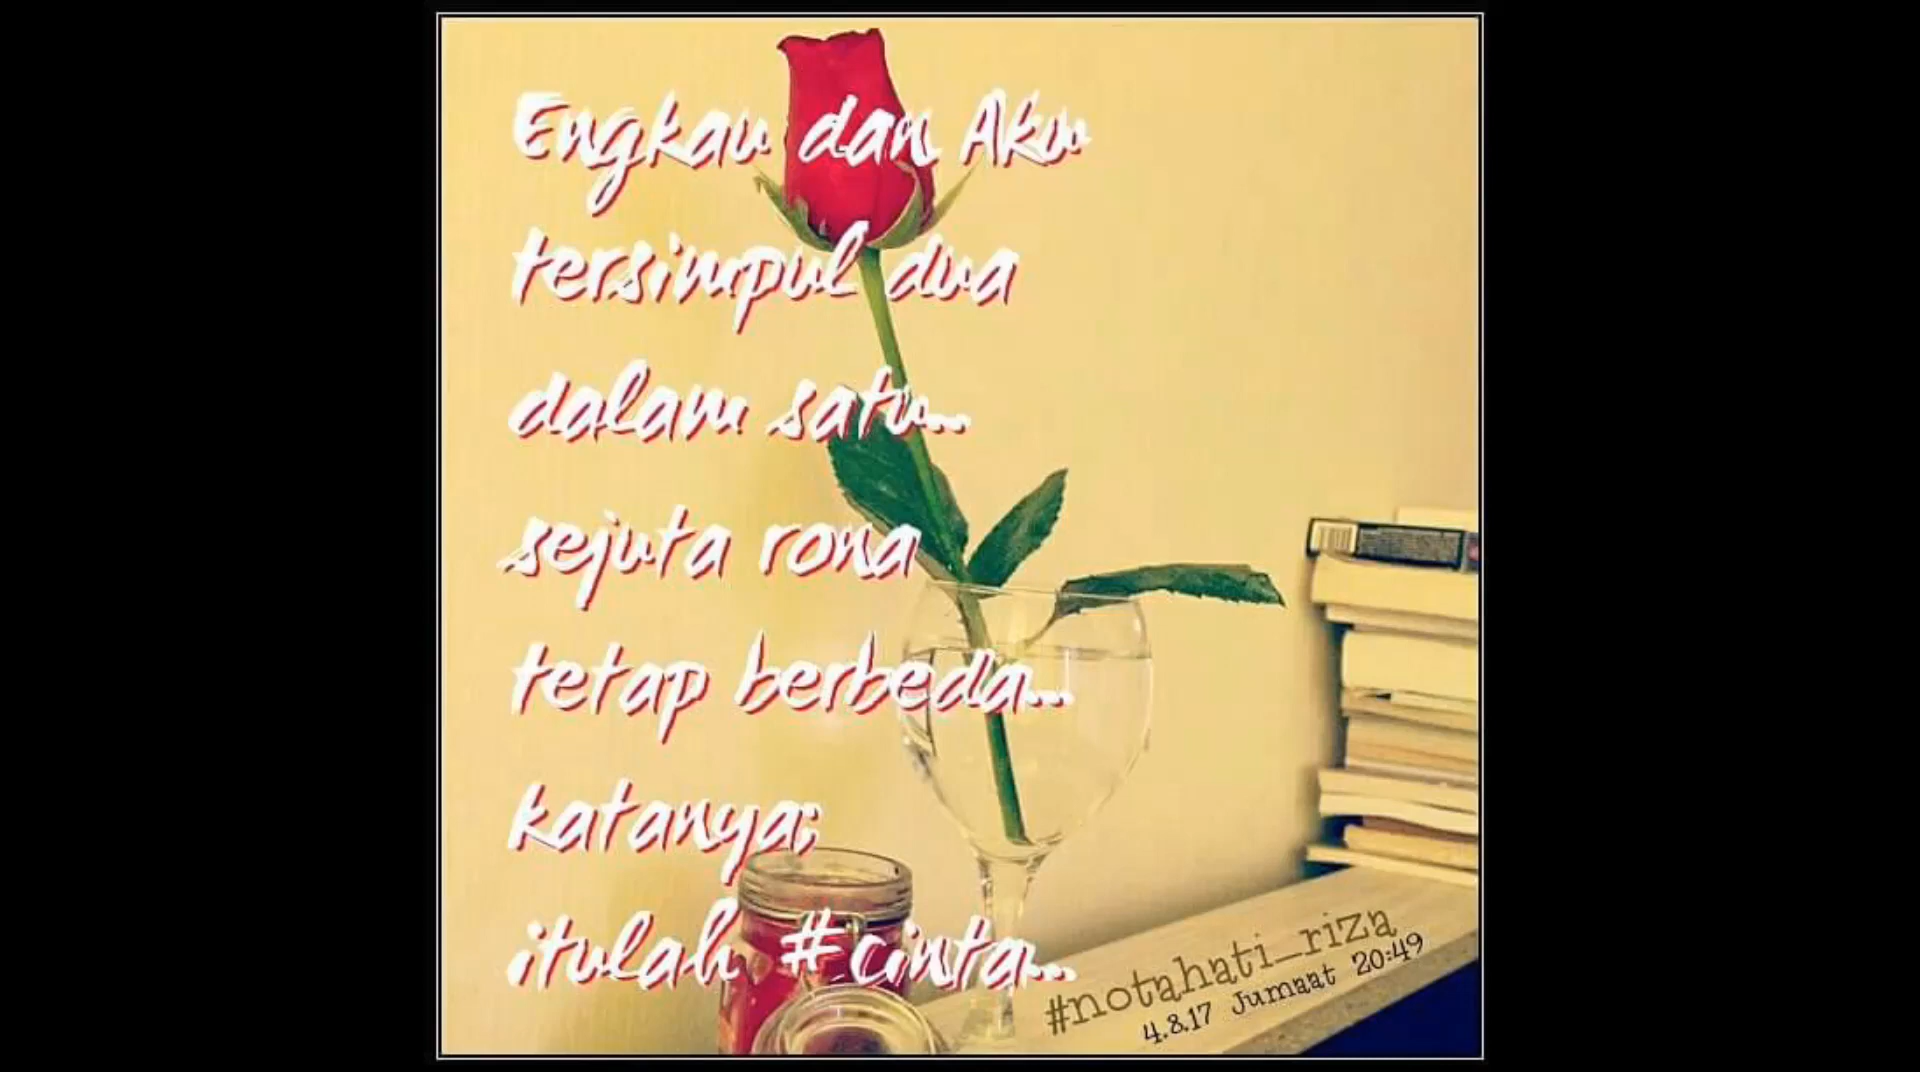 Engkau dan Aku
tersimpul dua
dalam satu...
sejuta rona
tetap berbeda...
katanya;
itulah #cinta...
#notahati_riza
4.8.17 Jumaat 20:49